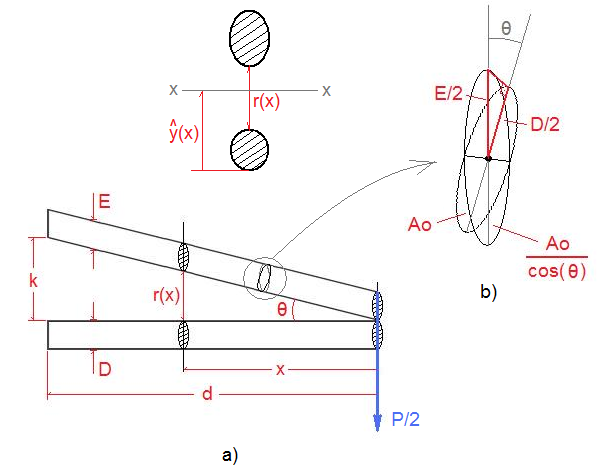 x
x
r(x)
ŷ(x)
θ
E/2
D/2
Ao
Ao
cos(θ)
b)
E
k
r(x)
θ
D
x
d
P/2
a)